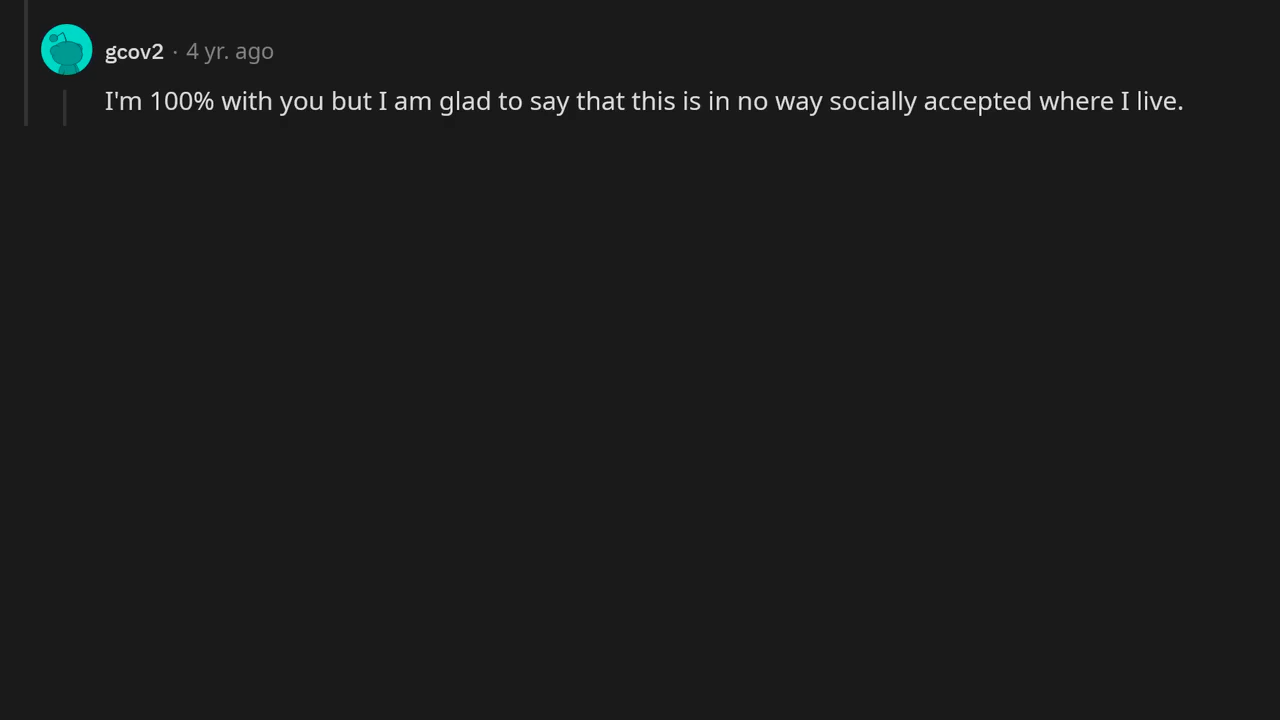 gcov2 · 4 yr. ago
I'm 100% with you but I am glad to say that this is in no way socially accepted where I live.